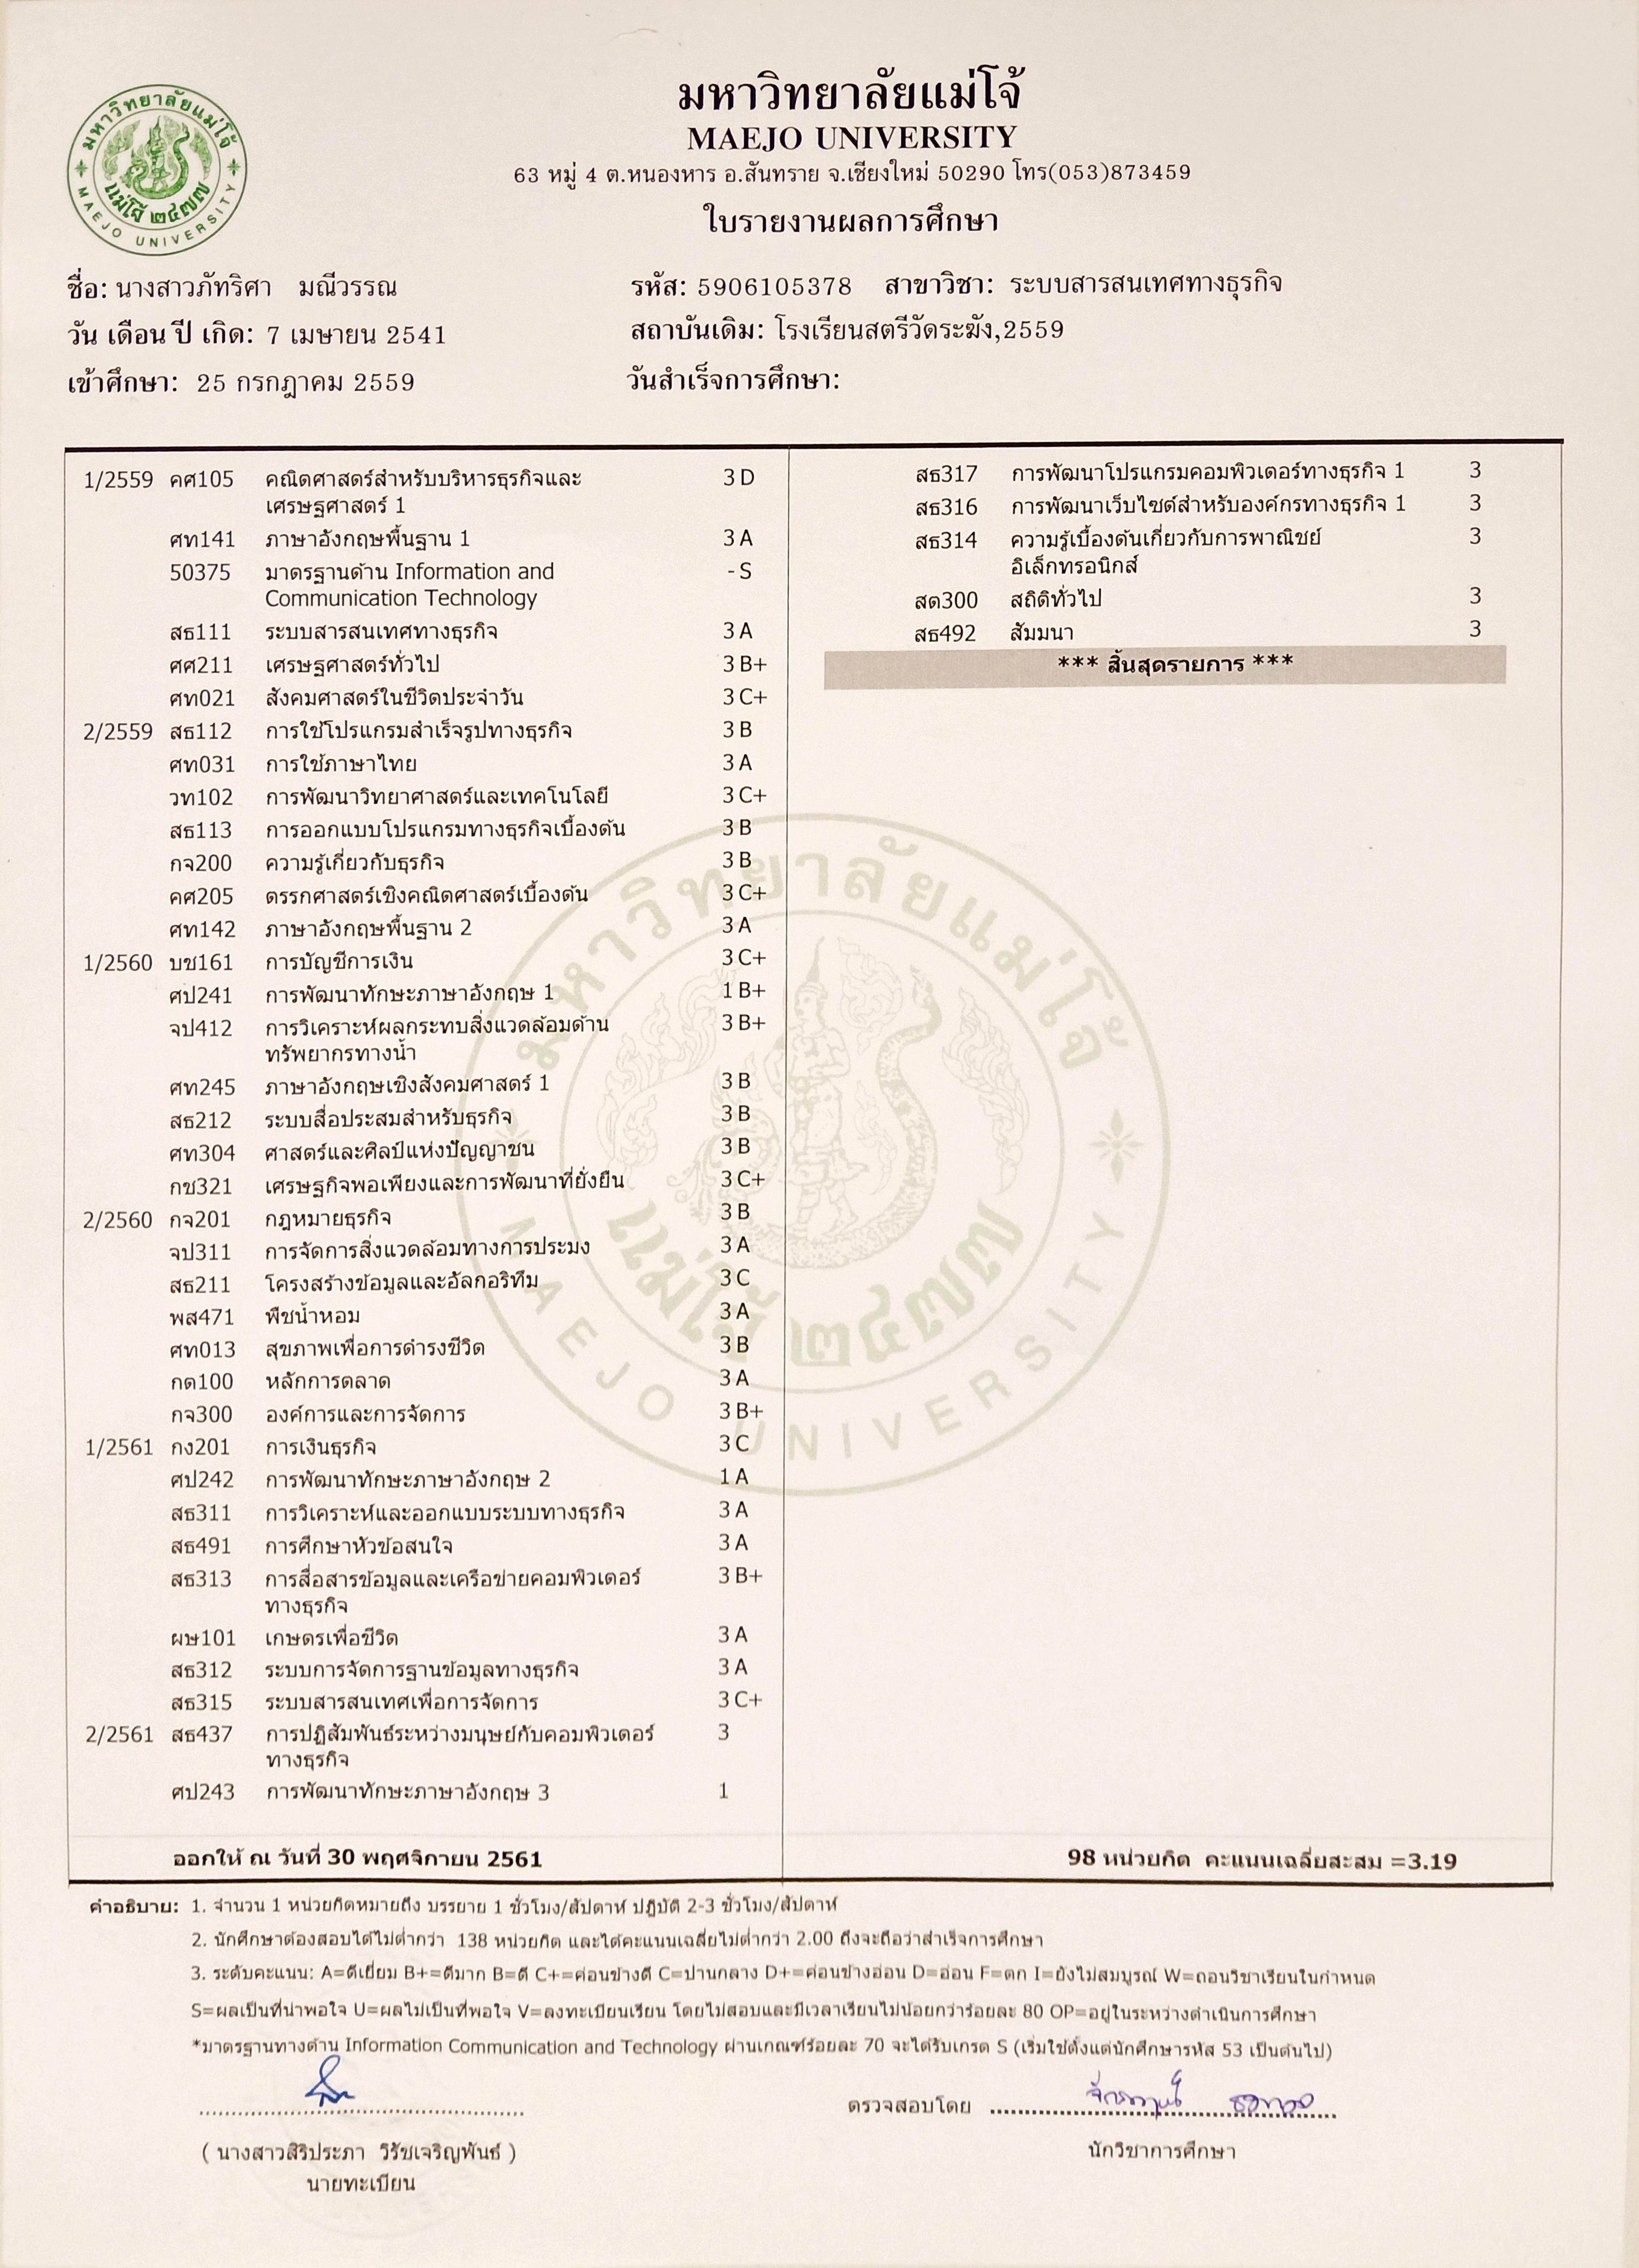 มหาวิทยาลัยแม่โจ้
MAEJO UNIVERSITY
63 หมู่ 4 ต.หนองหาร อ.สันทราย จ.เชียงใหม่ 50290 โทร(053)873459
ใบรายงานผลการศึกษา
มหาวิทยาลัยแม่โจ้
แม่โจ้ ๒๔๗๗
MAEJO UNIVERSITY
ชื่อ: นางสาวภัทริศา มณีวรรณ รหัส: 5906105378 สาขาวิชา: ระบบสารสนเทศทางธุรกิจ
วัน เดือน ปี เกิด: 7 เมษายน 2541 สถาบันเดิม: โรงเรียนสตรีวัดระฆัง,2559
เข้าศึกษา: 25 กรกฎาคม 2559 วันสำเร็จการศึกษา:
1/2559 คศ105 คณิตศาสตร์สำหรับบริหารธุรกิจและ 3 D
เศรษฐศาสตร์ 1
ศท141 ภาษาอังกฤษพื้นฐาน 1 3 A
50375 มาตรฐานด้าน Information and - S
Communication Technology
สธ111 ระบบสารสนเทศทางธุรกิจ 3 A
ศศ211 เศรษฐศาสตร์ทั่วไป 3 B+
ศท021 สังคมศาสตร์ในชีวิตประจำวัน 3 C+
2/2559 สธ112 การใช้โปรแกรมสำเร็จรูปทางธุรกิจ 3 B
ศท031 การใช้ภาษาไทย 3 A
วท102 การพัฒนาวิทยาศาสตร์และเทคโนโลยี 3 C+
สธ113 การออกแบบโปรแกรมทางธุรกิจเบื้องต้น 3 B
กจ200 ความรู้เกี่ยวกับธุรกิจ 3 B
คศ205 ตรรกศาสตร์เชิงคณิตศาสตร์เบื้องต้น 3 C+
ศท142 ภาษาอังกฤษพื้นฐาน 2 3 A
1/2560 บช161 การบัญชีการเงิน 3 C+
ศป241 การพัฒนาทักษะภาษาอังกฤษ 1 1 B+
จป412 การวิเคราะห์ผลกระทบสิ่งแวดล้อมด้าน 3 B+
ทรัพยากรทางน้ำ
ศท245 ภาษาอังกฤษเชิงสังคมศาสตร์ 1 3 B
สธ212 ระบบสื่อประสมสำหรับธุรกิจ 3 B
ศท304 ศาสตร์และศิลป์แห่งปัญญาชน 3 B
กช321 เศรษฐกิจพอเพียงและการพัฒนาที่ยั่งยืน 3 C+
2/2560 กจ201 กฎหมายธุรกิจ 3 B
จป311 การจัดการสิ่งแวดล้อมทางการประมง 3 A
สธ211 โครงสร้างข้อมูลและอัลกอริทึม 3 C
พส471 พืชน้ำหอม 3 A
ศท013 สุขภาพเพื่อการดำรงชีวิต 3 B
กต100 หลักการตลาด 3 A
กจ300 องค์การและการจัดการ 3 B+
1/2561 กง201 การเงินธุรกิจ 3 C
ศป242 การพัฒนาทักษะภาษาอังกฤษ 2 1 A
สธ311 การวิเคราะห์และออกแบบระบบทางธุรกิจ 3 A
สธ491 การศึกษาหัวข้อสนใจ 3 A
สธ313 การสื่อสารข้อมูลและเครือข่ายคอมพิวเตอร์ 3 B+
ทางธุรกิจ
ผษ101 เกษตรเพื่อชีวิต 3 A
สธ312 ระบบการจัดการฐานข้อมูลทางธุรกิจ 3 A
สธ315 ระบบสารสนเทศเพื่อการจัดการ 3 C+
2/2561 สธ437 การปฏิสัมพันธ์ระหว่างมนุษย์กับคอมพิวเตอร์ 3
ทางธุรกิจ
ศป243 การพัฒนาทักษะภาษาอังกฤษ 3 1
สธ317 การพัฒนาโปรแกรมคอมพิวเตอร์ทางธุรกิจ 1 3
สธ316 การพัฒนาเว็บไซต์สำหรับองค์กรทางธุรกิจ 1 3
สธ314 ความรู้เบื้องต้นเกี่ยวกับการพาณิชย์ 3
อิเล็กทรอนิกส์
สต300 สถิติทั่วไป 3
สธ492 สัมมนา 3
*** สิ้นสุดรายการ ***
มหาวิทยาลัยแม่โจ้
แม่โจ้ ๒๔๗๗
MAEJO UNIVERSITY
ออกให้ ณ วันที่ 30 พฤศจิกายน 2561 98 หน่วยกิต คะแนนเฉลี่ยสะสม =3.19
คำอธิบาย: 1. จำนวน 1 หน่วยกิตหมายถึง บรรยาย 1 ชั่วโมง/สัปดาห์ ปฏิบัติ 2-3 ชั่วโมง/สัปดาห์
2. นักศึกษาต้องสอบได้ไม่ต่ำกว่า 138 หน่วยกิต และได้คะแนนเฉลี่ยไม่ต่ำกว่า 2.00 ถึงจะถือว่าสำเร็จการศึกษา
3. ระดับคะแนน: A=ดีเยี่ยม B+=ดีมาก B=ดี C+=ค่อนข้างดี C=ปานกลาง D+=ค่อนข้างอ่อน D=อ่อน F=ตก I=ยังไม่สมบูรณ์ W=ถอนวิชาเรียนในกำหนด
S=ผลเป็นที่น่าพอใจ U=ผลไม่เป็นที่พอใจ V=ลงทะเบียนเรียน โดยไม่สอบและมีเวลาเรียนไม่น้อยกว่าร้อยละ 80 OP=อยู่ในระหว่างดำเนินการศึกษา
*มาตรฐานทางด้าน Information Communication and Technology ผ่านเกณฑ์ร้อยละ 70 จะได้รับเกรด S (เริ่มใช้ตั้งแต่นักศึกษารหัส 53 เป็นต้นไป)
ตรวจสอบโดย
( นางสาวสิริประภา วิรัชเจริญพันธ์ ) นักวิชาการศึกษา
นายทะเบียน